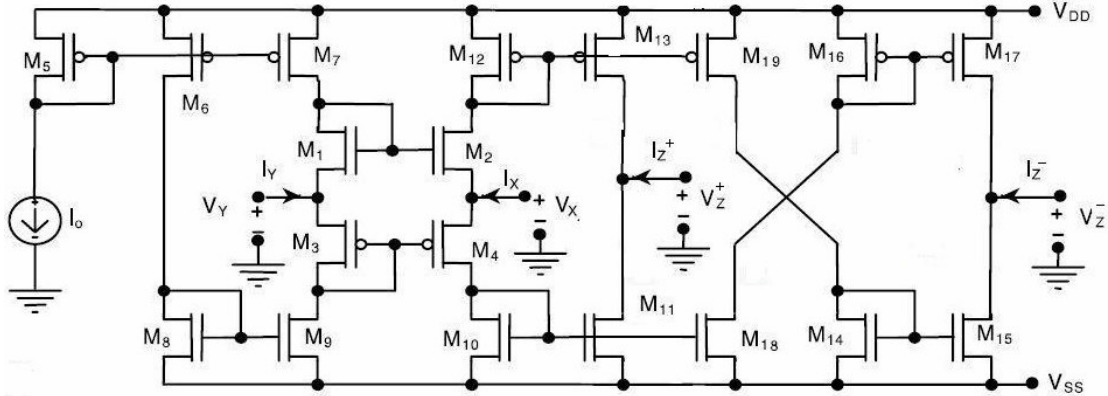 V_DD
M_5
M_6
M_7
M_12
M_13
M_19
M_16
M_17
M_1
M_2
I_Y
I_X
I_Z^+
I_Z^-
I_o
V_Y
+
-
+
-
V_X
+
-
V_Z^+
+
-
V_Z^-
M_3
M_4
M_8
M_9
M_10
M_11
M_18
M_14
M_15
V_SS